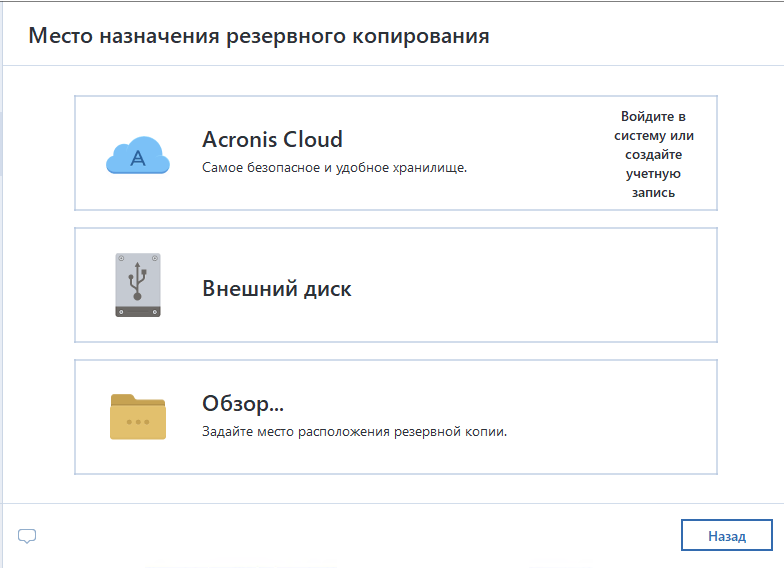 Место назначения резервного копирования
Acronis Cloud
Самое безопасное и удобное хранилище.
Войдите в
систему или
создайте
учетную
запись
Внешний диск
Обзор...
Задайте место расположения резервной копии.
Назад